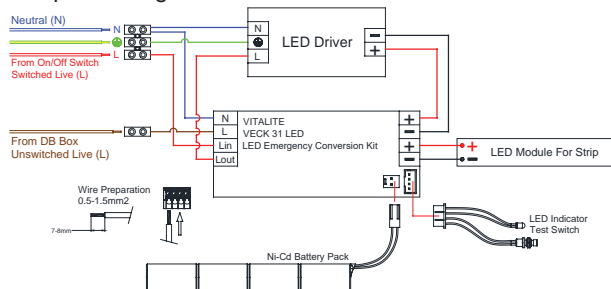 Neutral (N)
N
L
From On/Off Switch
Switched Live (L)
N
L
LED Driver
−
+
From DB Box
Unswitched Live (L)
N
L
Lin
Lout
VITALITE
VECK 31 LED
LED Emergency Conversion Kit
+
−
+
−
+
−
LED Module For Strip
Wire Preparation
0.5-1.5mm2
7-8mm
LED Indicator
Test Switch
Ni-Cd Battery Pack